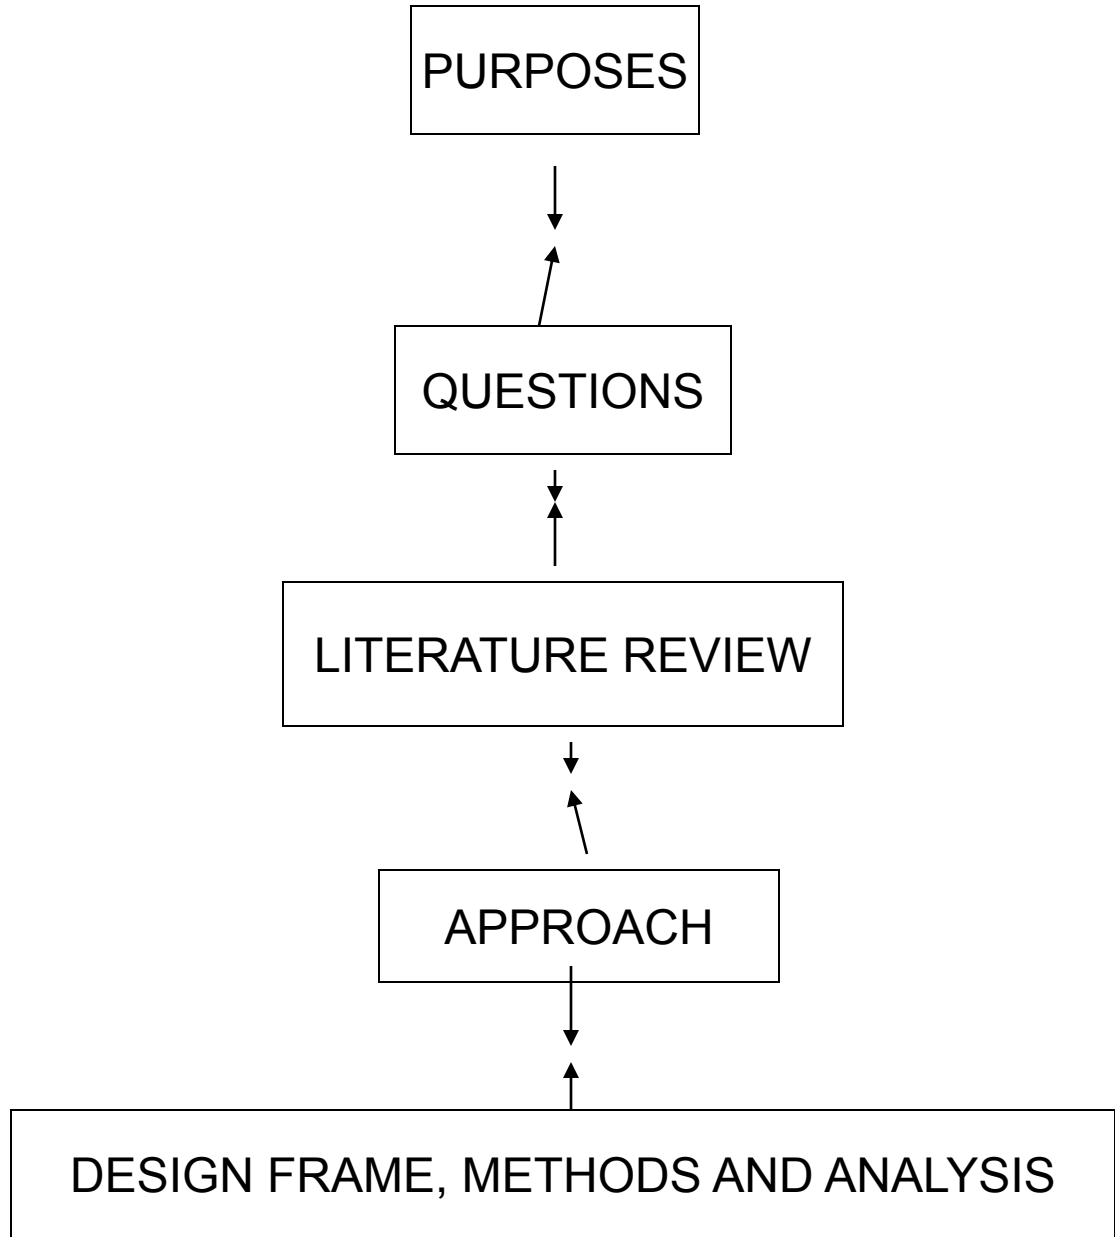 PURPOSES
QUESTIONS
LITERATURE REVIEW
APPROACH
DESIGN FRAME, METHODS AND ANALYSIS